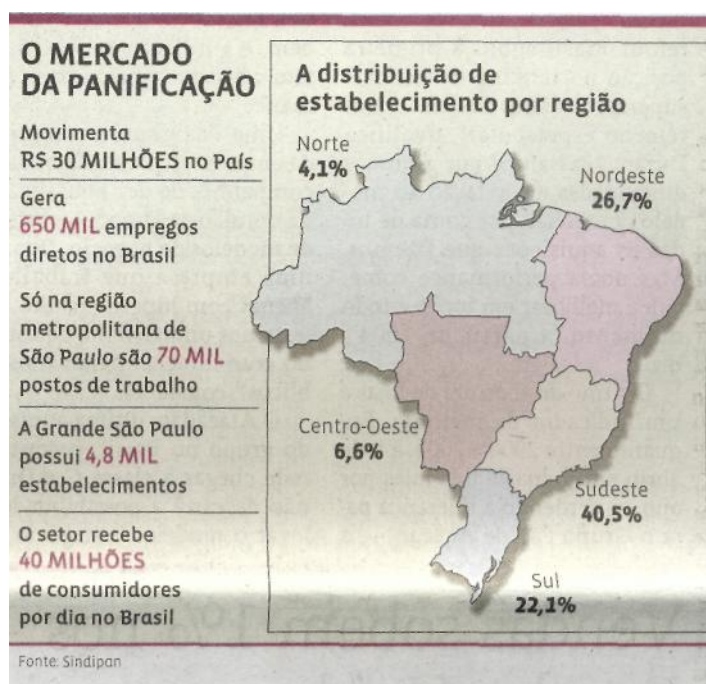 O MERCADO
DA PANIFICAÇÃO
Movimenta
R$ 30 MILHÕES no País
Gera
650 MIL empregos
diretos no Brasil
Só na região
metropolitana de
São Paulo são 70 MIL
postos de trabalho
A Grande São Paulo
possui 4,8 MIL
estabelecimentos
O setor recebe
40 MILHÕES
de consumidores
por dia no Brasil
A distribuição de
estabelecimento por região
Norte
4,1%
Nordeste
26,7%
Centro-Oeste
6,6%
Sudeste
40,5%
Sul
22,1%
Fonte: Sindipan